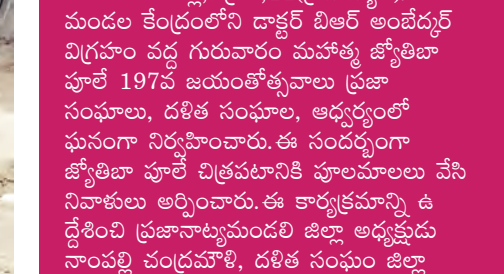 మండల కేంద్రంలోని డాక్టర్ బిఆర్ అంబేద్కర్
విగ్రహం వద్ద గురువారం మహాత్మ జ్యోతిబా
పూలే 197వ జయంతోత్సవాలు ప్రజా
సంఘాలు, దళిత సంఘాల, ఆధ్వర్యంలో
ఘనంగా నిర్వహించారు.ఈ సందర్భంగా
జ్యోతిబా పూలే చిత్రపటానికి పూలమాలలు వేసి
నివాళులు అర్పించారు.ఈ కార్యక్రమాన్ని ఉ
ద్దేశించి ప్రజానాట్యమండలి జిల్లా అధ్యక్షుడు
నాంపల్లి చంద్రమౌళి, దళిత సంఘం జిల్లా